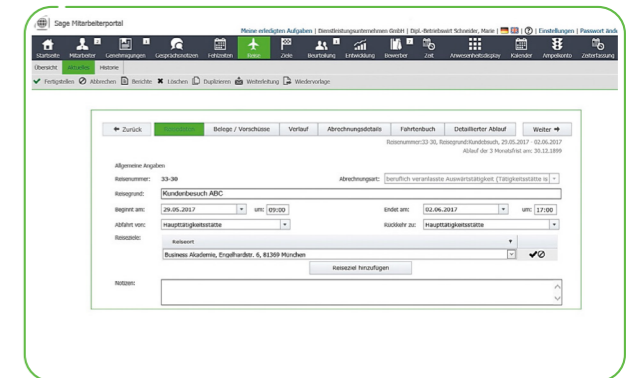 Sage Mitarbeiterportal
Meine erledigten Aufgaben | Dienstleistungsunternehmen GmbH | Dipl.-Betriebswirt Schneider, Marie | | Einstellungen | Passwort ände
Startseite Mitarbeiter Genehmigungen Gesprächsnotizen Fehlzeiten Reise Ziele Beurteilung Entwicklung Bewerber Zeit Anwesenheitsdisplay Kalender Ampelkonto Zeiterfassung
Übersicht Aktuelles Historie
Fertigstellen Abbrechen Berichte Löschen Duplizieren Weiterleitung Wiedervorlage
Zurück Belege / Vorschüsse Verlauf Abrechnungsdetails Fahrtenbuch Detaillierter Ablauf Weiter
Reisenummer:33-30, Reisegrund:Kundenbesuch, 29.05.2017 - 02.06.2017
Ablauf der 3 Monatsfrist am: 30.12.1899
Allgemeine Angaben
Reisenummer: 33-30 Abrechnungsart: beruflich veranlasste Auswärtstätigkeit (Tätigkeitsstätte is
Reisegrund: Kundenbesuch ABC
Beginnt am: 29.05.2017 um: 09:00 Endet am: 02.06.2017 um: 17:00
Abfahrt von: Haupttätigkeitsstätte Rückkehr zu: Haupttätigkeitsstätte
Reiseziele: Reiseort
Business Akademie, Engelhardstr. 6, 81369 München
Reiseziel hinzufügen
Notizen: